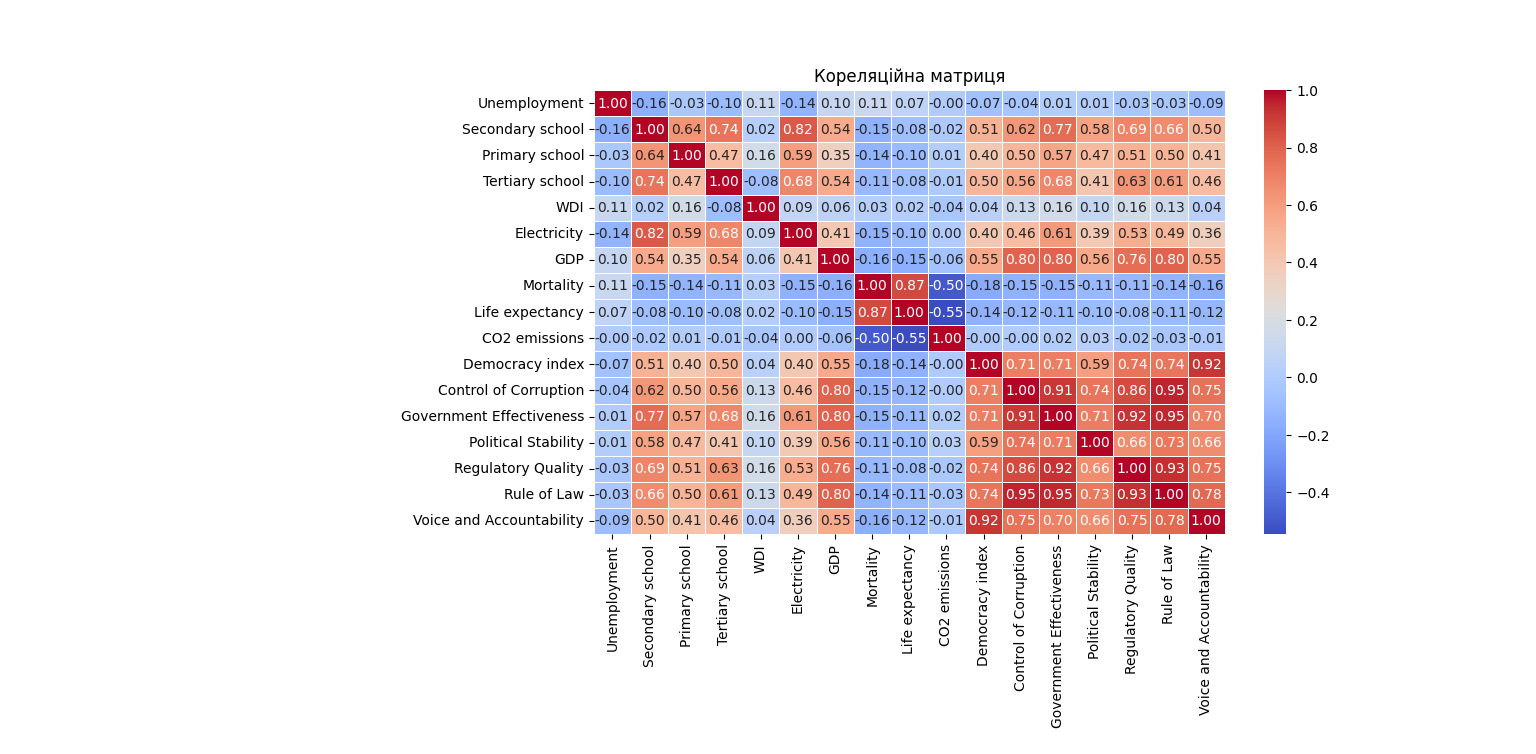 Кореляційна матриця
Unemployment 1.00 -0.16 -0.03 -0.10 0.11 -0.14 0.10 0.11 0.07 -0.00 -0.07 -0.04 0.01 0.01 -0.03 -0.03 -0.09
Secondary school -0.16 1.00 0.64 0.74 0.02 0.82 0.54 -0.15 -0.08 -0.02 0.51 0.62 0.77 0.58 0.69 0.66 0.50
Primary school -0.03 0.64 1.00 0.47 0.16 0.59 0.35 -0.14 -0.10 0.01 0.40 0.50 0.57 0.47 0.51 0.50 0.41
Tertiary school -0.10 0.74 0.47 1.00 -0.08 0.68 0.54 -0.11 -0.08 -0.01 0.50 0.56 0.68 0.41 0.63 0.61 0.46
WDI 0.11 0.02 0.16 -0.08 1.00 0.09 0.06 0.03 0.02 -0.04 0.04 0.13 0.16 0.10 0.16 0.13 0.04
Electricity -0.14 0.82 0.59 0.68 0.09 1.00 0.41 -0.15 -0.10 0.00 0.40 0.46 0.61 0.39 0.53 0.49 0.36
GDP 0.10 0.54 0.35 0.54 0.06 0.41 1.00 -0.16 -0.15 -0.06 0.55 0.80 0.80 0.56 0.76 0.80 0.55
Mortality 0.11 -0.15 -0.14 -0.11 0.03 -0.15 -0.16 1.00 0.87 -0.50 -0.18 -0.15 -0.15 -0.11 -0.11 -0.14 -0.16
Life expectancy 0.07 -0.08 -0.10 -0.08 0.02 -0.10 -0.15 0.87 1.00 -0.55 -0.14 -0.12 -0.11 -0.10 -0.08 -0.11 -0.12
CO2 emissions -0.00 -0.02 0.01 -0.01 -0.04 0.00 -0.06 -0.50 -0.55 1.00 -0.00 -0.00 0.02 0.03 -0.02 -0.03 -0.01
Democracy index -0.07 0.51 0.40 0.50 0.04 0.40 0.55 -0.18 -0.14 -0.00 1.00 0.71 0.71 0.59 0.74 0.74 0.92
Control of Corruption -0.04 0.62 0.50 0.56 0.13 0.46 0.80 -0.15 -0.12 -0.00 0.71 1.00 0.91 0.74 0.86 0.95 0.75
Government Effectiveness 0.01 0.77 0.57 0.68 0.16 0.61 0.80 -0.15 -0.11 0.02 0.71 0.91 1.00 0.71 0.92 0.95 0.70
Political Stability 0.01 0.58 0.47 0.41 0.10 0.39 0.56 -0.11 -0.10 0.03 0.59 0.74 0.71 1.00 0.66 0.73 0.66
Regulatory Quality -0.03 0.69 0.51 0.63 0.16 0.53 0.76 -0.11 -0.08 -0.02 0.74 0.86 0.92 0.66 1.00 0.93 0.75
Rule of Law -0.03 0.66 0.50 0.61 0.13 0.49 0.80 -0.14 -0.11 -0.03 0.74 0.95 0.95 0.73 0.93 1.00 0.78
Voice and Accountability -0.09 0.50 0.41 0.46 0.04 0.36 0.55 -0.16 -0.12 -0.01 0.92 0.75 0.70 0.66 0.75 0.78 1.00
Unemployment
Secondary school
Primary school
Tertiary school
WDI
Electricity
GDP
Mortality
Life expectancy
CO2 emissions
Democracy index
Control of Corruption
Government Effectiveness
Political Stability
Regulatory Quality
Rule of Law
Voice and Accountability
1.0
0.8
0.6
0.4
0.2
0.0
−0.2
−0.4